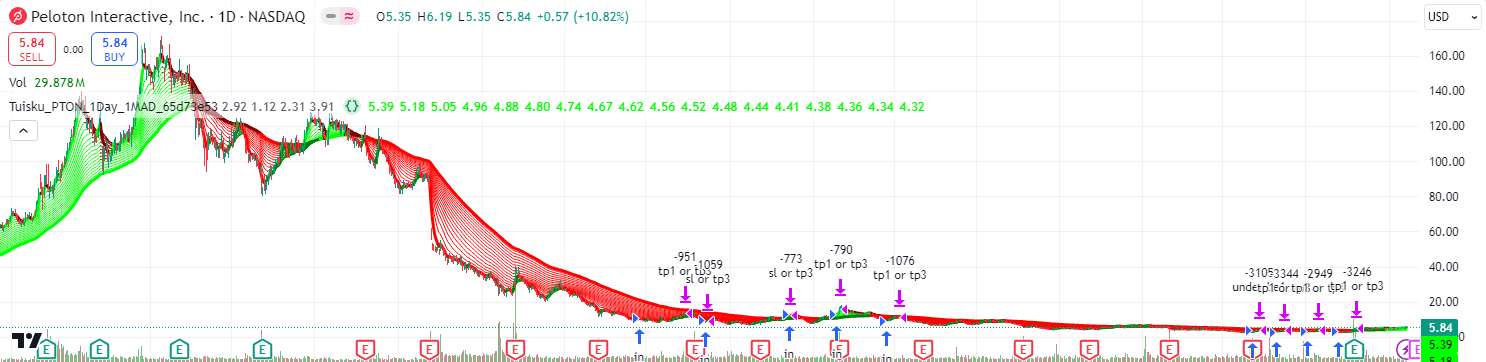 Peloton Interactive, Inc. · 1D · NASDAQ O5.35 H6.19 L5.35 C5.84 +0.57 (+10.82%)
USD
5.84 SELL 0.00 5.84 BUY
Vol 29.878M
Tuisku_PTON_1Day_1MAD_65d73e53 2.92 1.12 2.31 3.91 {} 5.39 5.18 5.05 4.96 4.88 4.80 4.74 4.67 4.62 4.56 4.52 4.48 4.44 4.41 4.38 4.36 4.34 4.32
160.00
140.00
120.00
100.00
80.00
60.00
40.00
20.00
-951
tp1 or tp3
-1059
sl or tp3
-773
sl or tp3
-790
tp1 or tp3
-1076
tp1 or tp3
-3105 3344 -2949 -3246
or tp3
in in in in in
5.84
5.39
5.18
E E E E E E E E E E E E E E E E E E E E E